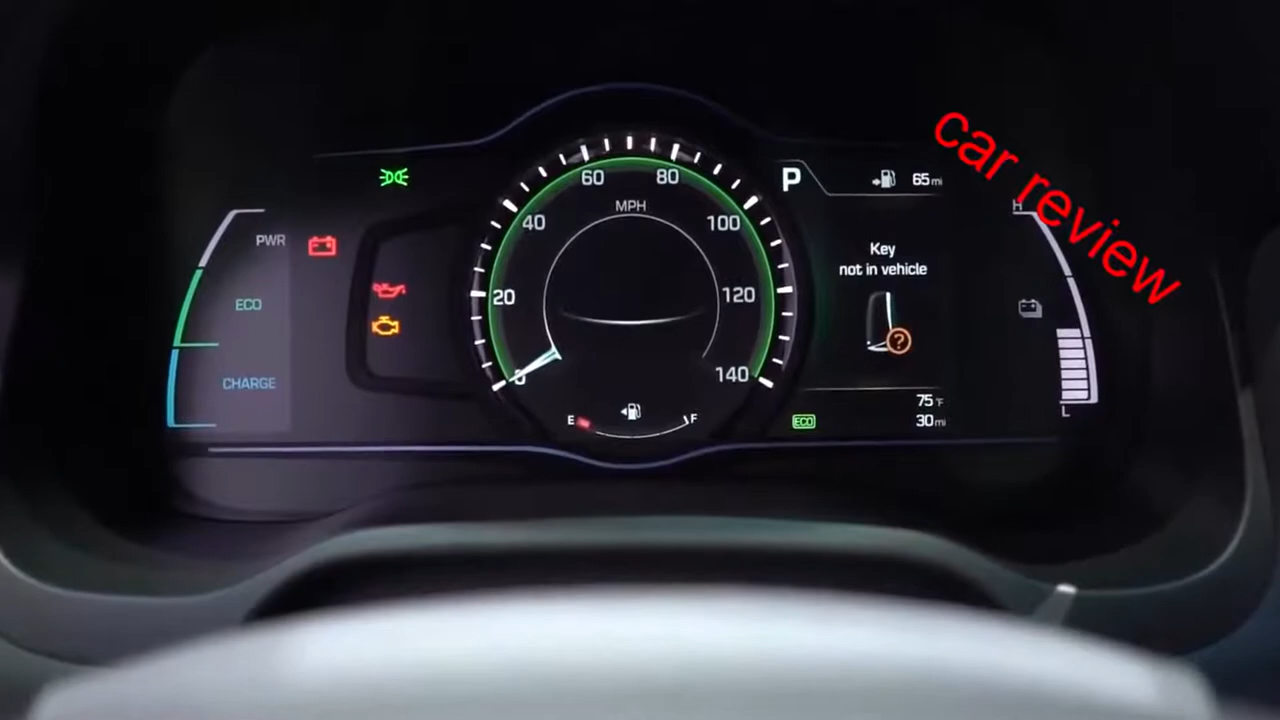 car review
P
65mi
60
80
MPH
40
100
H
PWR
Key
not in vehicle
20
120
ECO
140
0
CHARGE
75°F
E
F
ECO
30mi
L